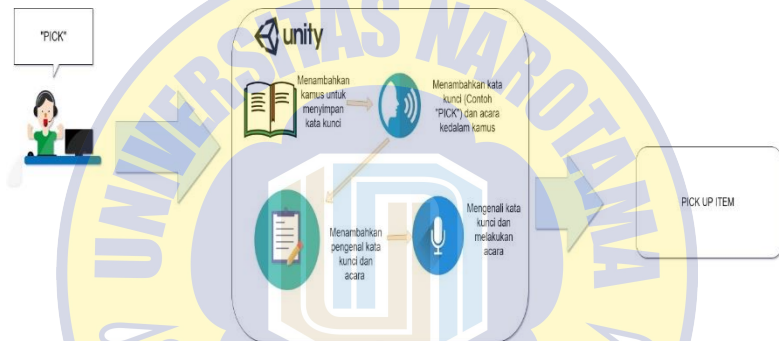 "PICK"
unity
Menambahkan
kamus untuk
menyimpan
kata kunci
Menambahkan kata
kunci (Contoh
"PICK") dan acara
kedalam kamus
Menambahkan
pengenal kata
kunci dan
acara
Mengenali kata
kunci dan
melakukan
acara
PICK UP ITEM
UNIVERSITAS NAROTAMA